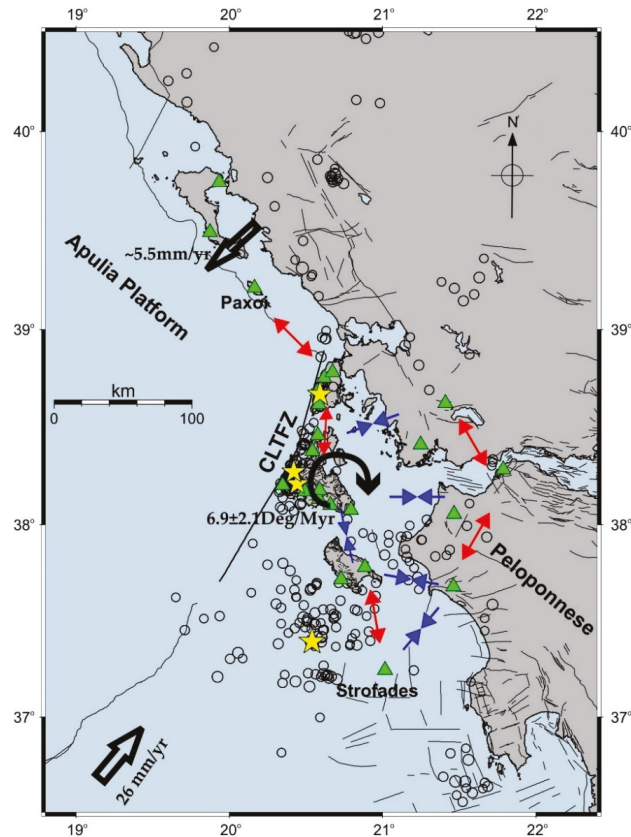 19° 20° 21° 22°
40° 40°
N
~5.5mm/yr
Apulia Platform
Paxoi
39° 39°
km
0 100
CLTFZ
6.9±2.1Deg/Myr
38° 38°
Peloponnese
Strofades
37° 37°
26 mm/yr
19° 20° 21° 22°